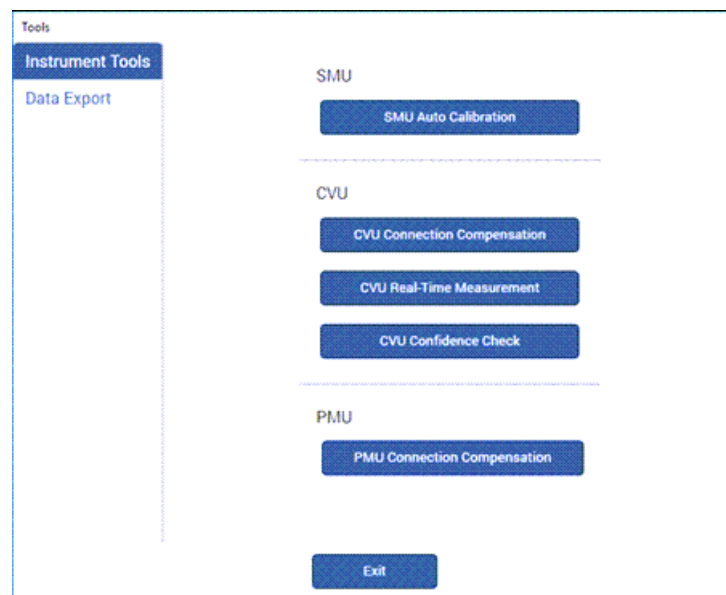 Tools
Instrument Tools
Data Export
SMU
SMU Auto Calibration
CVU
CVU Connection Compensation
CVU Real-Time Measurement
CVU Confidence Check
PMU
PMU Connection Compensation
Exit